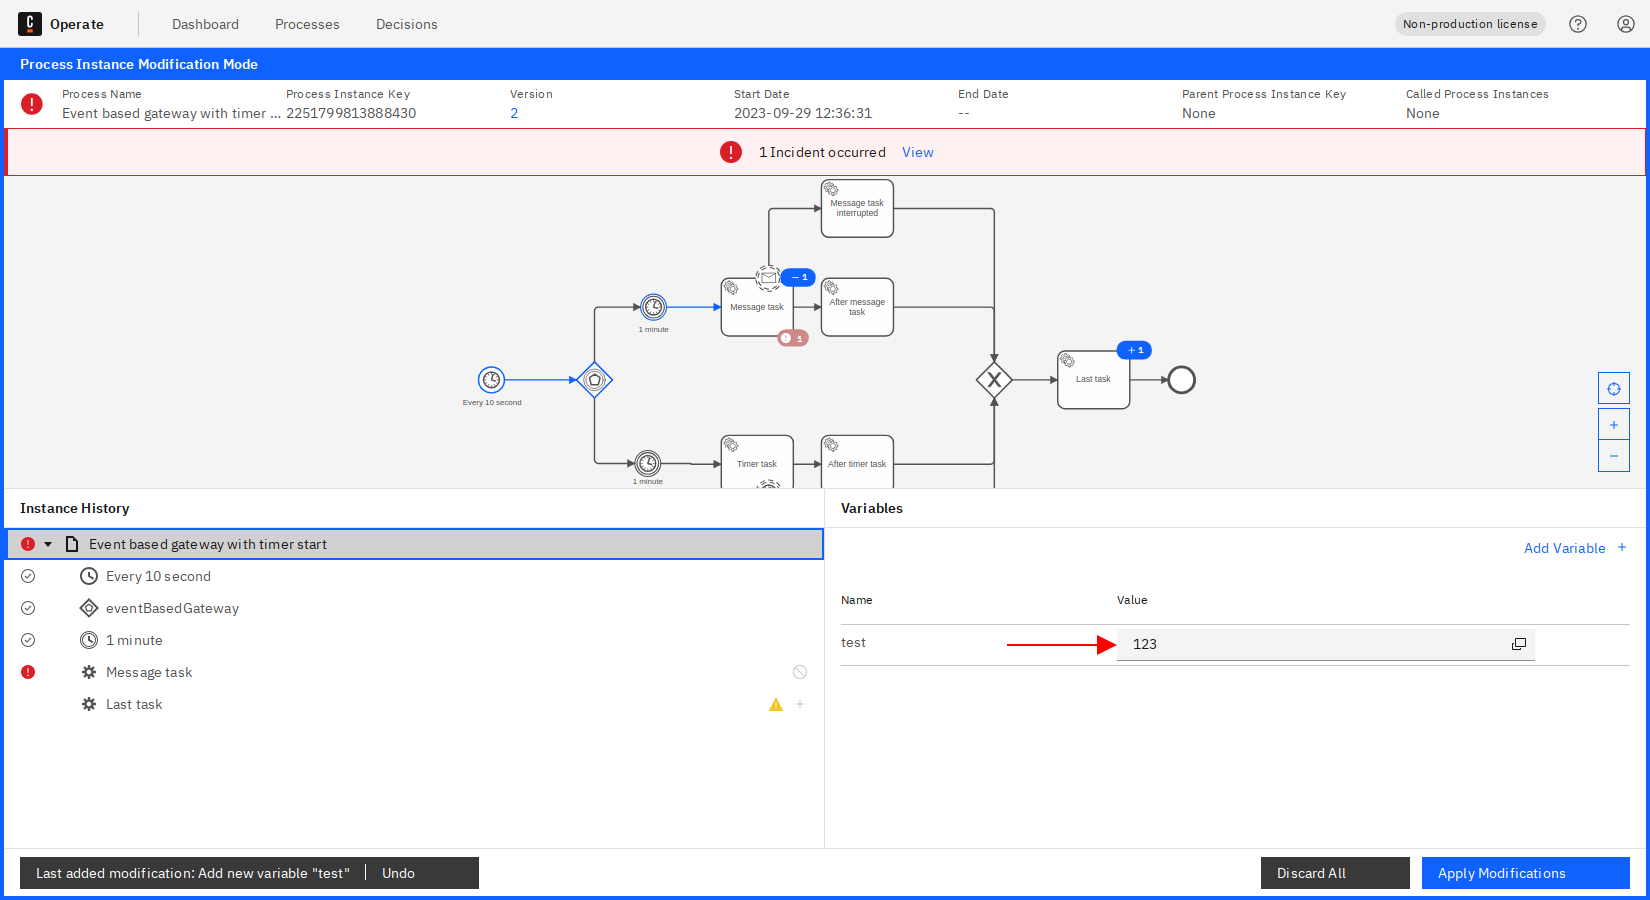 C Operate Dashboard Processes Decisions Non-production license
Process Instance Modification Mode
Process Name Process Instance Key Version Start Date End Date Parent Process Instance Key Called Process Instances
Event based gateway with timer ... 2251799813888430 2 2023-09-29 12:36:31 -- None None
1 Incident occurred View
Message task
interrupted
− 1
Message task
After message
task
1 minute
1
+ 1
Last task
Every 10 second
Timer task
After timer task
1 minute
Instance History
Event based gateway with timer start
Every 10 second
eventBasedGateway
1 minute
Message task
Last task
Variables
Add Variable +
Name Value
test 123
Last added modification: Add new variable "test" Undo
Discard All
Apply Modifications